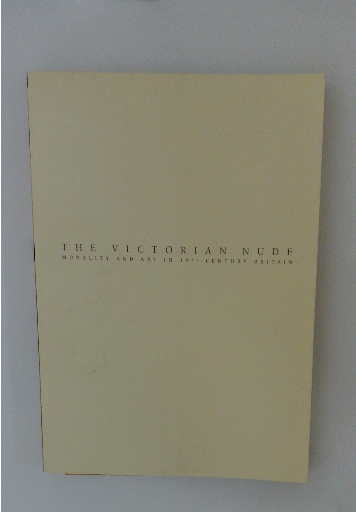 THE VICTORIAN NUDE
MORALITY AND ART IN 19TH-CENTURY BRITAIN